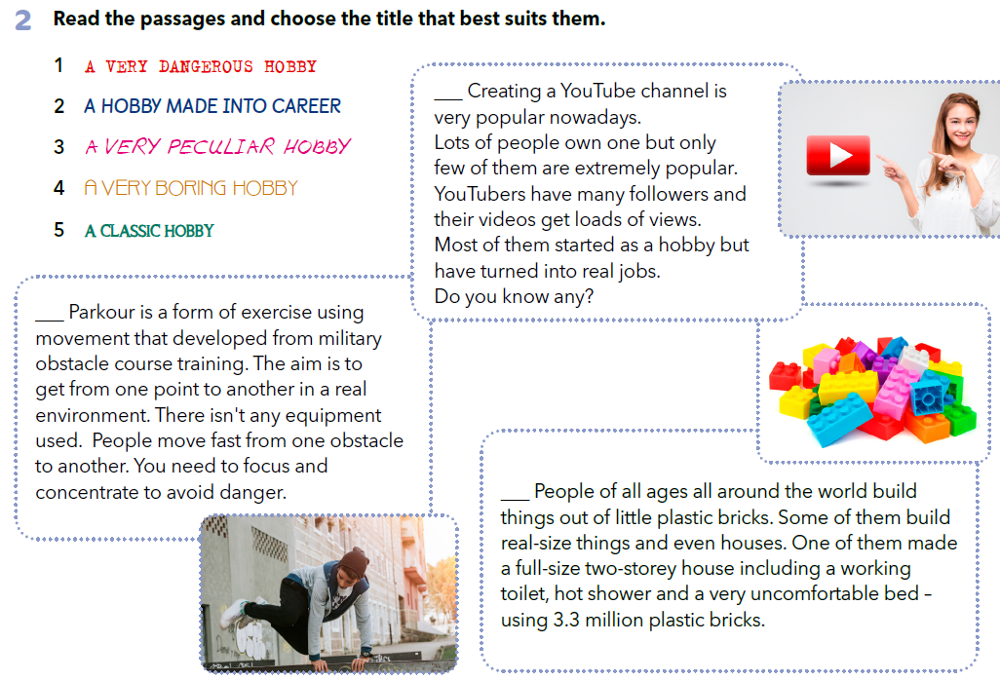 2 Read the passages and choose the title that best suits them.
1 A VERY DANGEROUS HOBBY
2 A HOBBY MADE INTO CAREER
3 A VERY PECULIAR HOBBY
4 A VERY BORING HOBBY
5 A CLASSIC HOBBY
___ Creating a YouTube channel is
very popular nowadays.
Lots of people own one but only
few of them are extremely popular.
YouTubers have many followers and
their videos get loads of views.
Most of them started as a hobby but
have turned into real jobs.
Do you know any?
___ Parkour is a form of exercise using
movement that developed from military
obstacle course training. The aim is to
get from one point to another in a real
environment. There isn't any equipment
used.  People move fast from one obstacle
to another. You need to focus and
concentrate to avoid danger.
___ People of all ages all around the world build
things out of little plastic bricks. Some of them build
real-size things and even houses. One of them made
a full-size two-storey house including a working
toilet, hot shower and a very uncomfortable bed –
using 3.3 million plastic bricks.